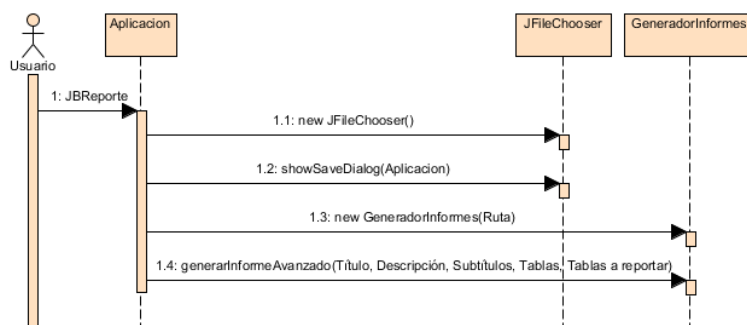 Aplicacion
JFileChooser
GeneradorInformes
Usuario
1: JBReporte
1.1: new JFileChooser()
1.2: showSaveDialog(Aplicacion)
1.3: new GeneradorInformes(Ruta)
1.4: generarInformeAvanzado(Título, Descripción, Subtítulos, Tablas, Tablas a reportar)